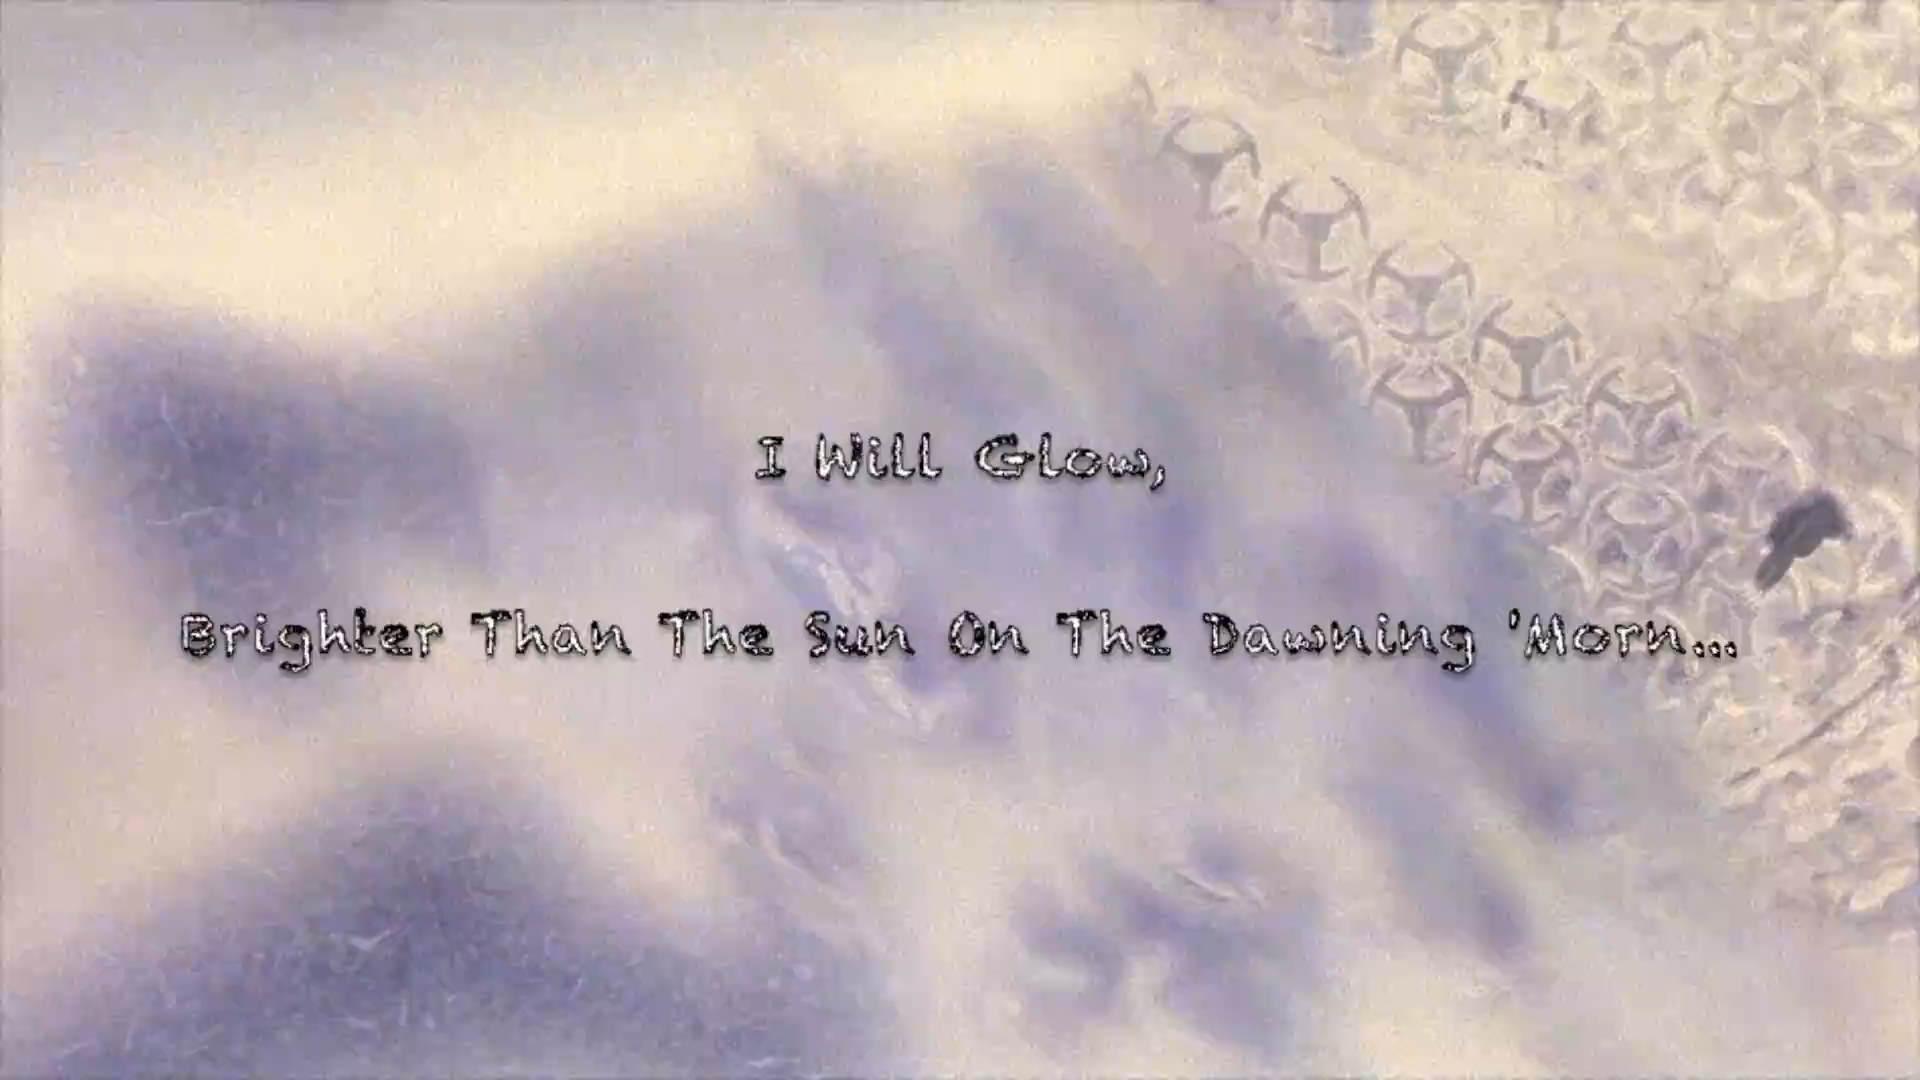 I Will Glow,
Brighter Than The Sun On The Dawning 'Morn...